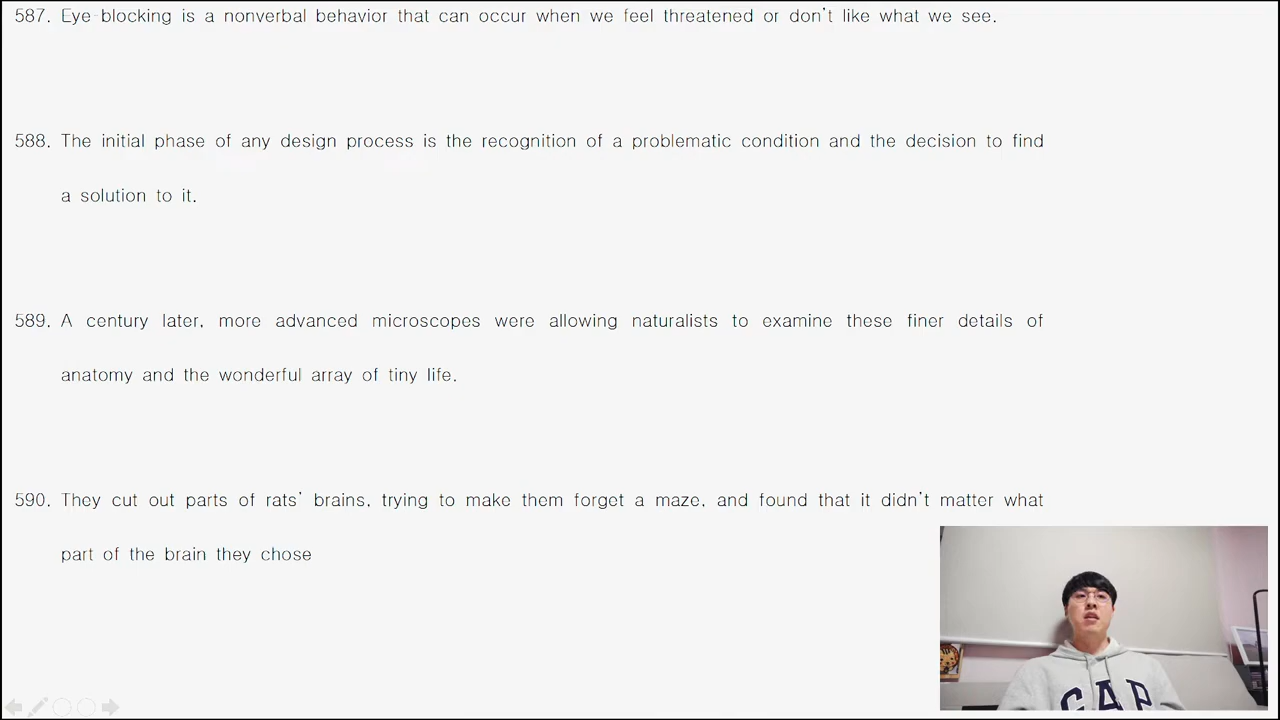 587. Eye-blocking is a nonverbal behavior that can occur when we feel threatened or don't like what we see.
588. The initial phase of any design process is the recognition of a problematic condition and the decision to find
a solution to it.
589. A century later, more advanced microscopes were allowing naturalists to examine these finer details of
anatomy and the wonderful array of tiny life.
590. They cut out parts of rats' brains, trying to make them forget a maze, and found that it didn't matter what
part of the brain they chose
GAP